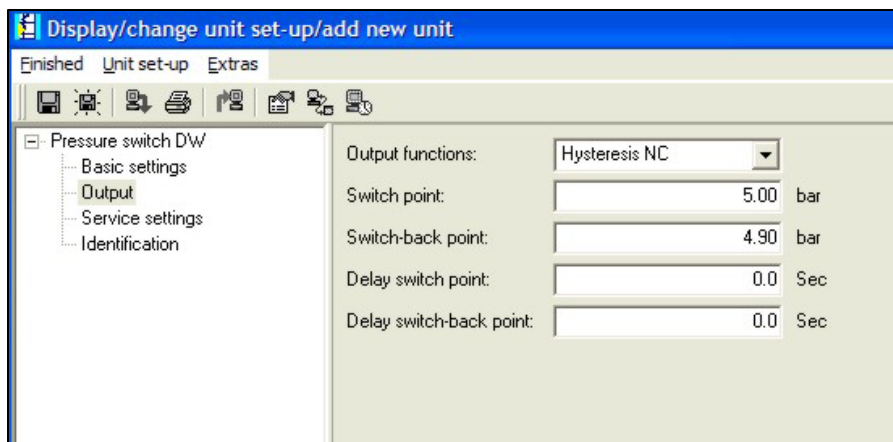 Display/change unit set-up/add new unit
Finished Unit set-up Extras
Pressure switch DW
Basic settings
Output
Service settings
Identification
Output functions: Hysteresis NC
Switch point: 5.00 bar
Switch-back point: 4.90 bar
Delay switch point: 0.0 Sec
Delay switch-back point: 0.0 Sec